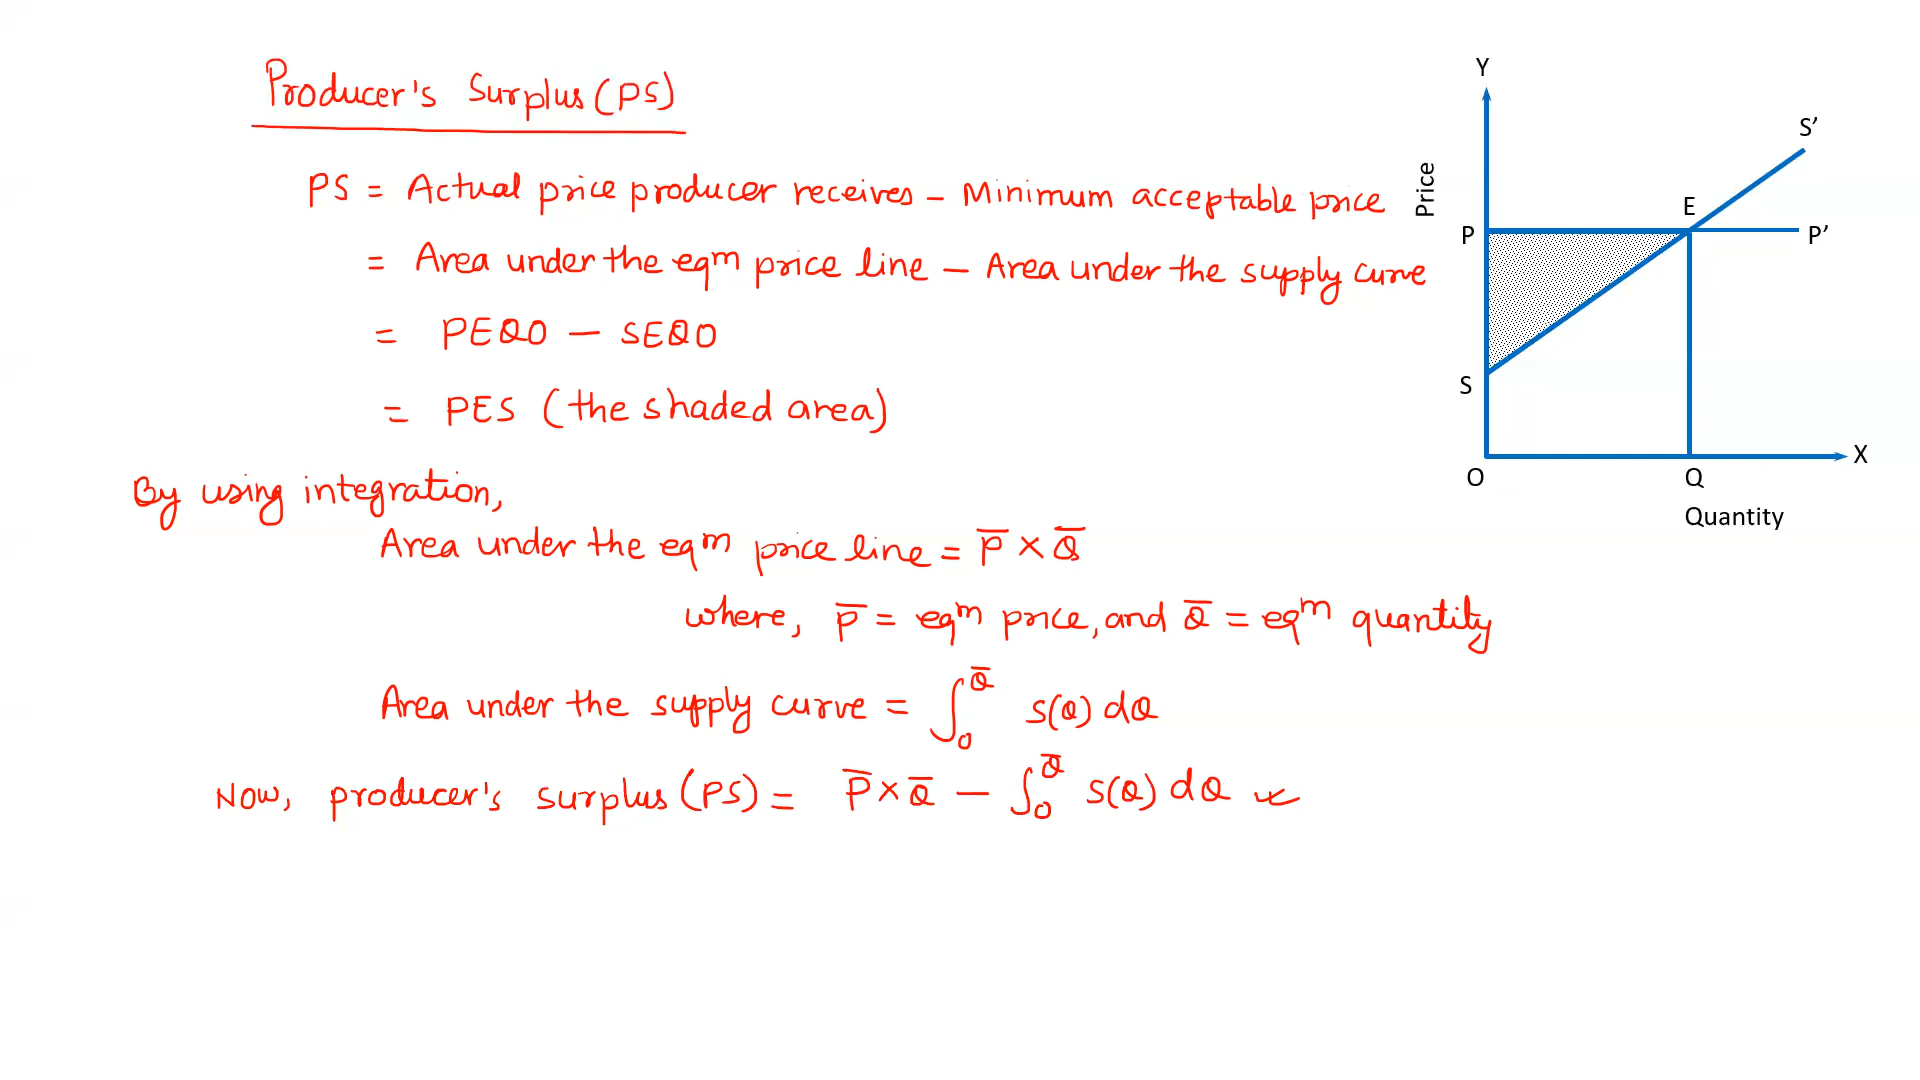 Producer's Surplus (PS)
PS = Actual price producer receives – Minimum acceptable price
= Area under the eqm price line – Area under the supply curve
= PEQO – SEQO
= PES (the shaded area)
By using integration,
Area under the eqm price line = P̅ × Q̅
where, P̅ = eqm price, and Q̅ = eqm quantity
Area under the supply curve = ∫₀^Q̅ S(Q) dQ
Now, producer's surplus (PS) = P̅ × Q̅ – ∫₀^Q̅ S(Q) dQ ✓
Y
S’
Price
E
P
P’
S
X
O
Q
Quantity